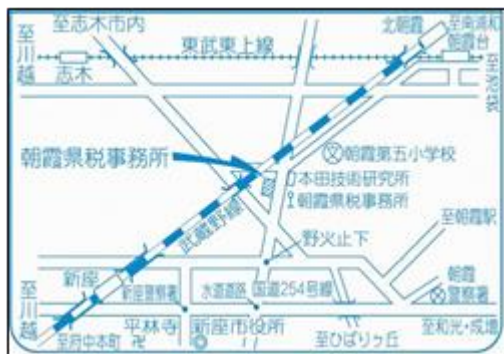 至志木市内
至川越
東武東上線
志木
北朝霞
至南浦和
朝霞台
朝霞県税事務所
朝霞第五小学校
本田技術研究所
朝霞県税事務所
武蔵野線
至朝霞駅
野火止下
新座
新座警察署
水道道路
国道254号線
朝霞
警察署
至川越
至府中本町
平林寺
新座市役所
至ひばりヶ丘
至和光・成増